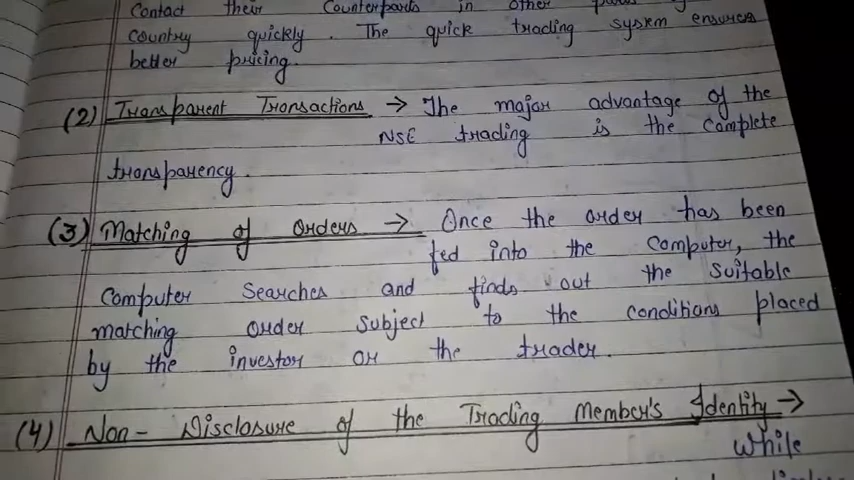 Contact their Counterparts in other
country quickly. The quick trading system ensures
better pricing.
(2) Transparent Transactions → The major advantage of the
NSE trading is the complete
transparency.
(3) Matching of Orders → Once the order has been
fed into the computer, the
Computer Searches and finds out the suitable
matching order subject to the conditions placed
by the investor or the trader.
(4) Non-Disclosure of the Trading Member's Identity →
While